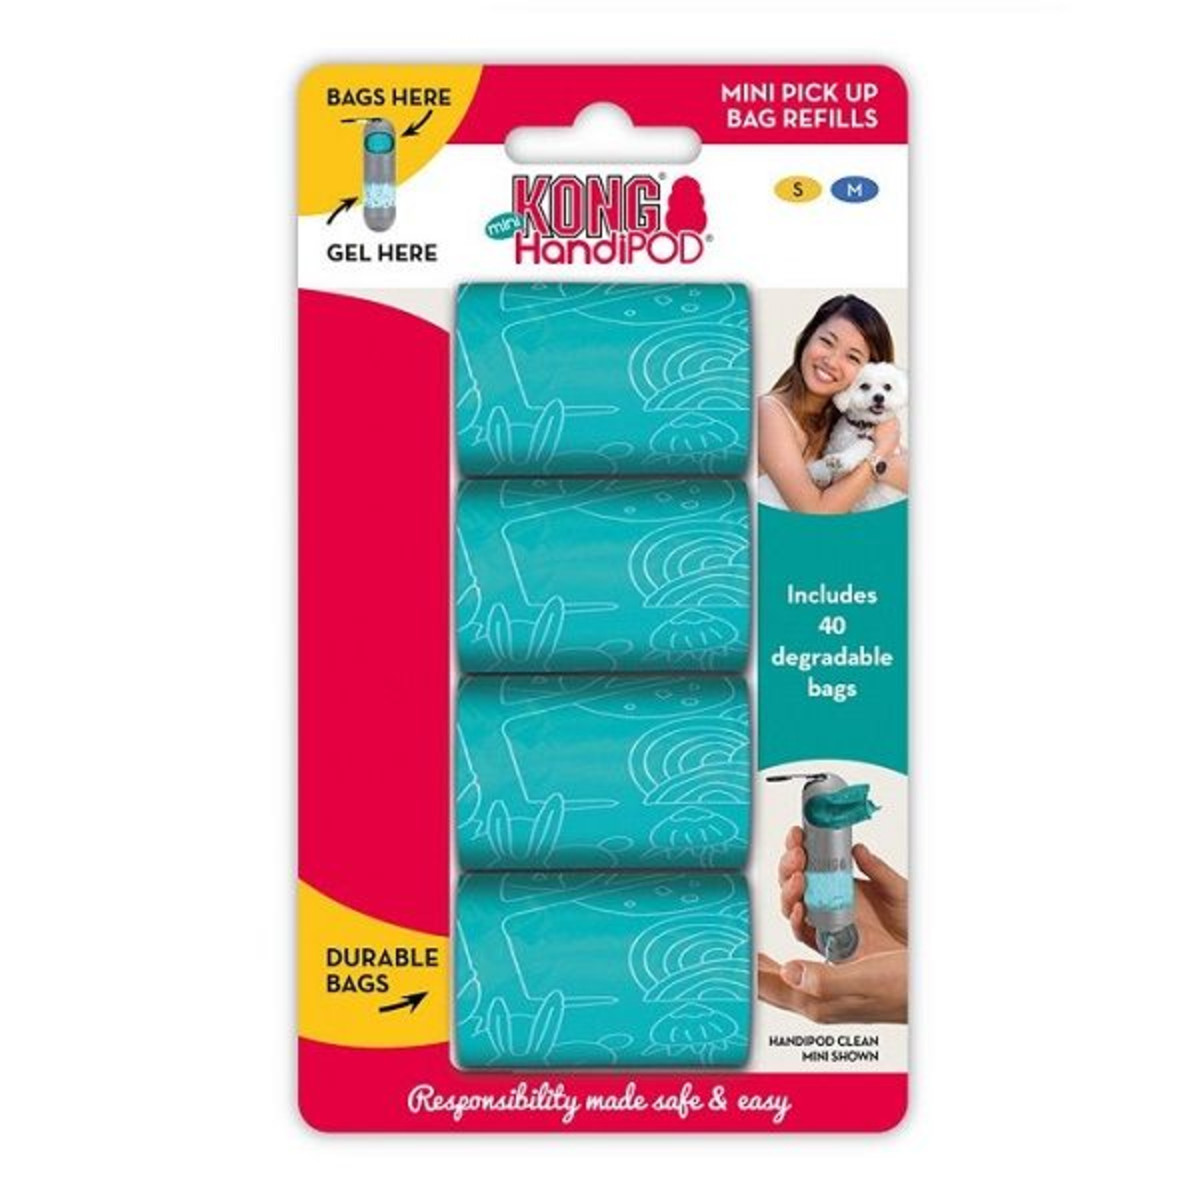 BAGS HERE
GEL HERE
MINI PICK UP
BAG REFILLS
S M
mini KONG®
HandiPOD®
Includes
40
degradable
bags
KONG
DURABLE
BAGS
HANDIPOD CLEAN
MINI SHOWN
Responsibility made safe & easy